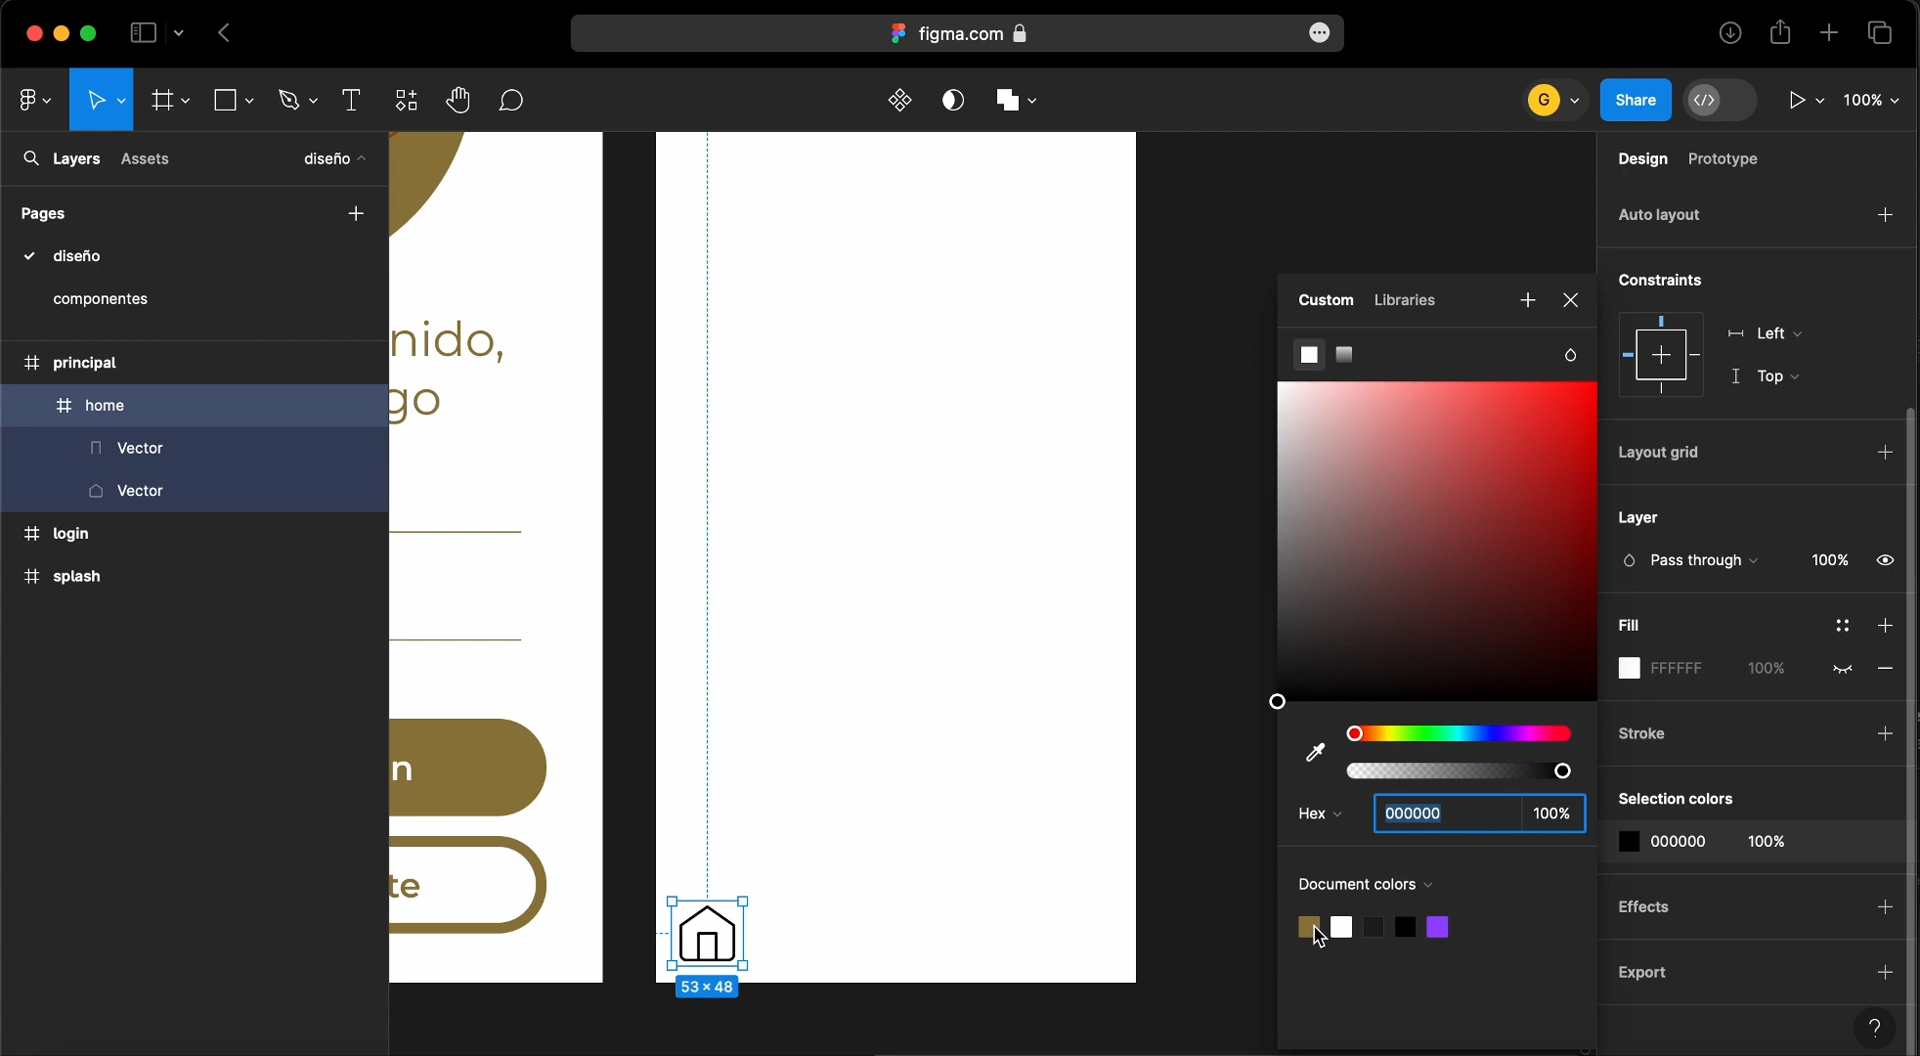 figma.com
G
Share
100%
Layers
Assets
diseño
Pages
diseño
componentes
principal
home
Vector
Vector
login
splash
nido,
go
n
te
53 × 48
Custom
Libraries
Hex
000000
100%
Document colors
Design
Prototype
Auto layout
Constraints
Left
Top
Layout grid
Layer
Pass through
100%
Fill
FFFFFF
100%
Stroke
Selection colors
000000
100%
Effects
Export
?